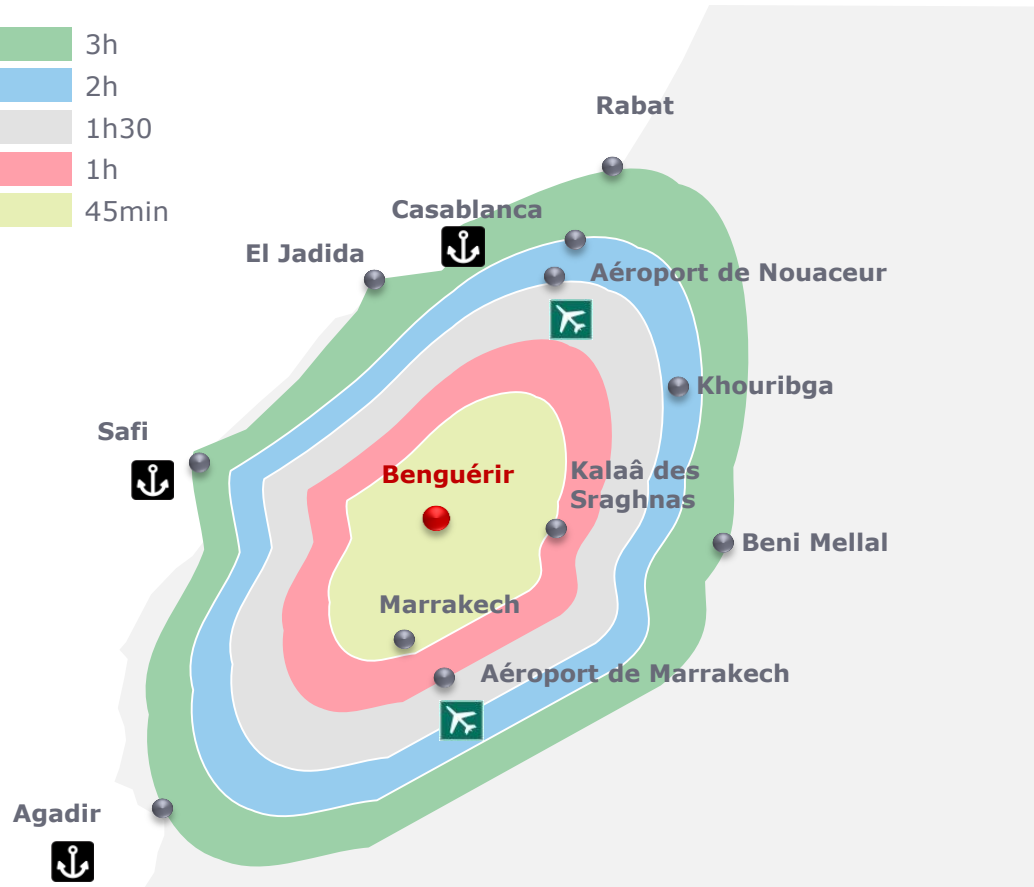 3h
2h
1h30
1h
45min
Rabat
Casablanca
El Jadida
Aéroport de Nouaceur
Khouribga
Safi
Benguérir
Kalaâ des
Sraghnas
Beni Mellal
Marrakech
Aéroport de Marrakech
Agadir